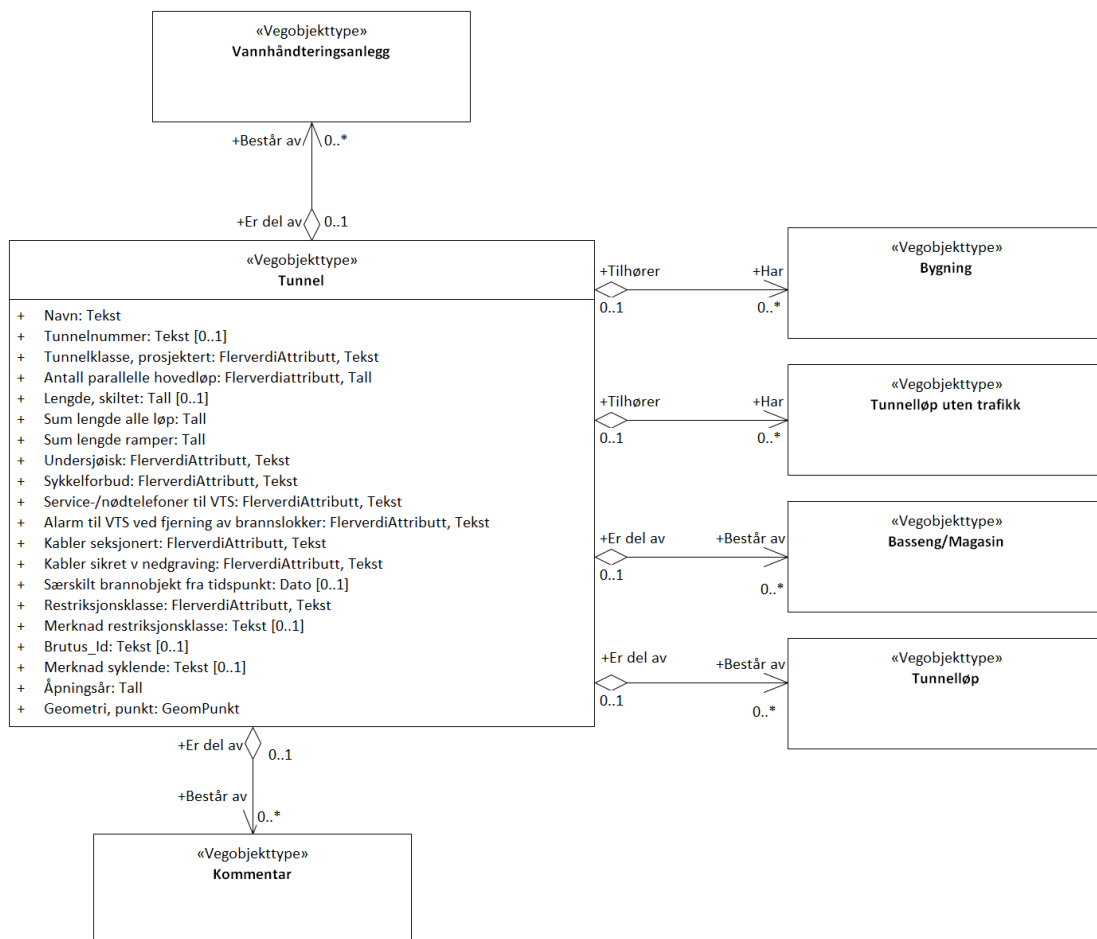 «Vegobjekttype»
Vannhåndteringsanlegg
+Består av
0..*
+Er del av
0..1
«Vegobjekttype»
Tunnel
+ Navn: Tekst
+ Tunnelnummer: Tekst [0..1]
+ Tunnelklasse, prosjektert: FlerverdiAttributt, Tekst
+ Antall parallelle hovedløp: Flerverdiattributt, Tall
+ Lengde, skiltet: Tall [0..1]
+ Sum lengde alle løp: Tall
+ Sum lengde ramper: Tall
+ Undersjøisk: FlerverdiAttributt, Tekst
+ Sykkelforbud: FlerverdiAttributt, Tekst
+ Service-/nødtelefoner til VTS: FlerverdiAttributt, Tekst
+ Alarm til VTS ved fjerning av brannslokker: FlerverdiAttributt, Tekst
+ Kabler seksjonert: FlerverdiAttributt, Tekst
+ Kabler sikret v nedgraving: FlerverdiAttributt, Tekst
+ Særskilt brannobjekt fra tidspunkt: Dato [0..1]
+ Restriksjonsklasse: FlerverdiAttributt, Tekst
+ Merknad restriksjonsklasse: Tekst [0..1]
+ Brutus_Id: Tekst [0..1]
+ Merknad syklende: Tekst [0..1]
+ Åpningsår: Tall
+ Geometri, punkt: GeomPunkt
+Tilhører
0..1
+Har
0..*
«Vegobjekttype»
Bygning
+Tilhører
0..1
+Har
0..*
«Vegobjekttype»
Tunnelløp uten trafikk
+Er del av
0..1
+Består av
0..*
«Vegobjekttype»
Basseng/Magasin
+Er del av
0..1
+Består av
0..*
«Vegobjekttype»
Tunnelløp
+Er del av
0..1
+Består av
0..*
«Vegobjekttype»
Kommentar